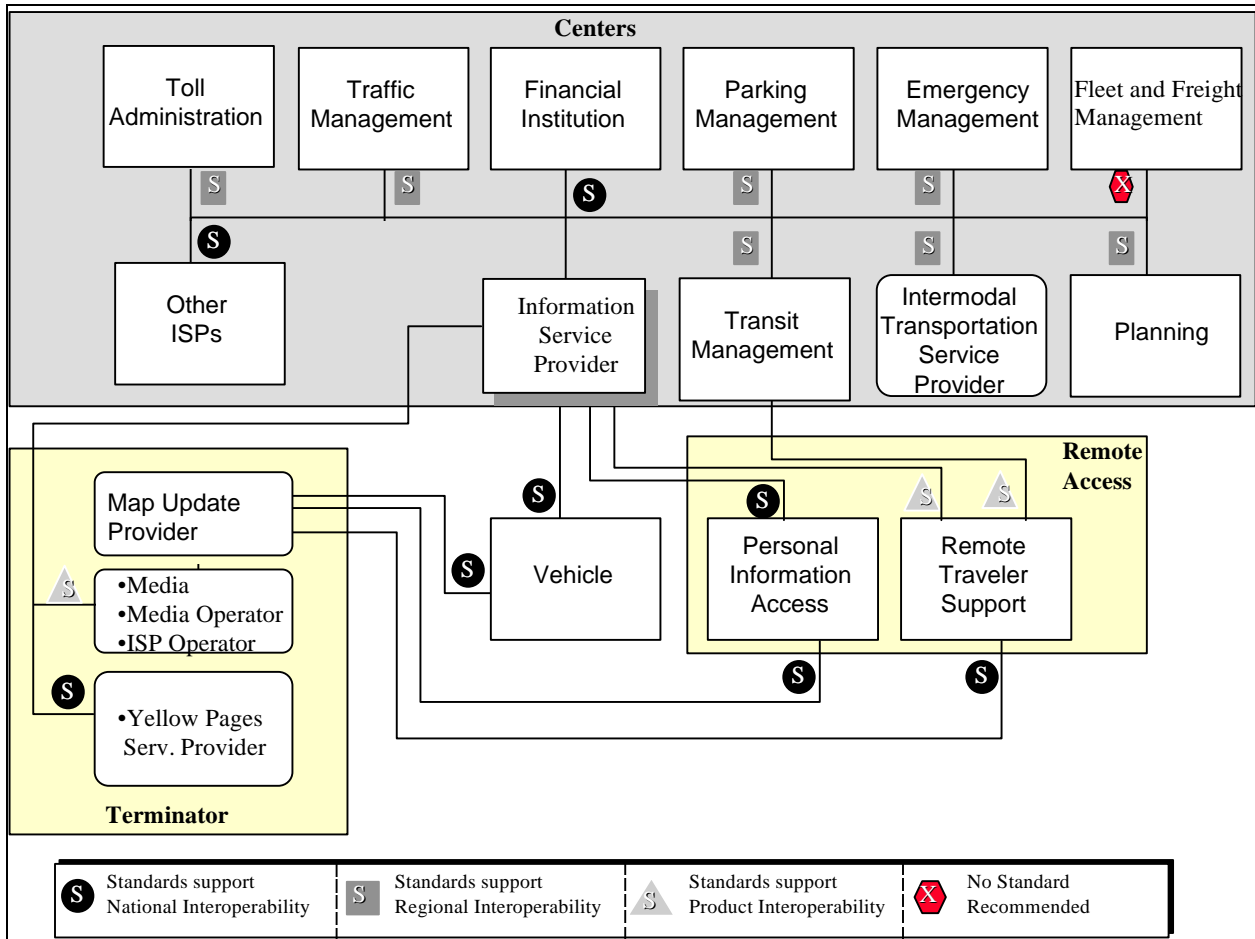 Centers
Toll
Administration
Traffic
Management
Financial
Institution
Parking
Management
Emergency
Management
Fleet and Freight
Management
S
S
S
S
S
X
S
S
S
S
Other
ISPs
Information
Service
Provider
Transit
Management
Intermodal
Transportation
Service
Provider
Planning
Remote
Access
Map Update
Provider
S
S
S
S
S
Vehicle
Personal
Information
Access
Remote
Traveler
Support
S
•Media
•Media Operator
•ISP Operator
S
S
S
•Yellow Pages
Serv. Provider
Terminator
S
Standards support
National Interoperability
S
Standards support
Regional Interoperability
S
Standards support
Product Interoperability
X
No Standard
Recommended